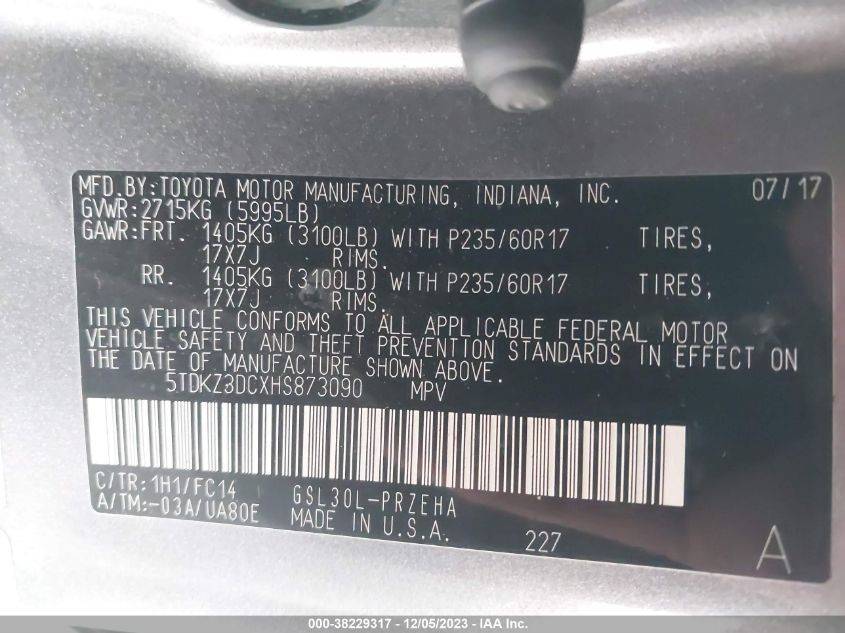 MFD.BY:TOYOTA MOTOR MANUFACTURING, INDIANA, INC. 07/17
GVWR:2715KG (5995LB)
GAWR:FRT. 1405KG (3100LB) WITH P235/60R17 TIRES,
17X7J RIMS.
RR. 1405KG (3100LB) WITH P235/60R17 TIRES,
17X7J RIMS.
THIS VEHICLE CONFORMS TO ALL APPLICABLE FEDERAL MOTOR
VEHICLE SAFETY AND THEFT PREVENTION STANDARDS IN EFFECT ON
THE DATE OF MANUFACTURE SHOWN ABOVE.
5TDKZ3DCXHS873090 MPV
C/TR:1H1/FC14 GSL30L-PRZEHA
A/TM:-03A/UA80E MADE IN U.S.A. 227 A
000-38229317 - 12/05/2023 - IAA Inc.